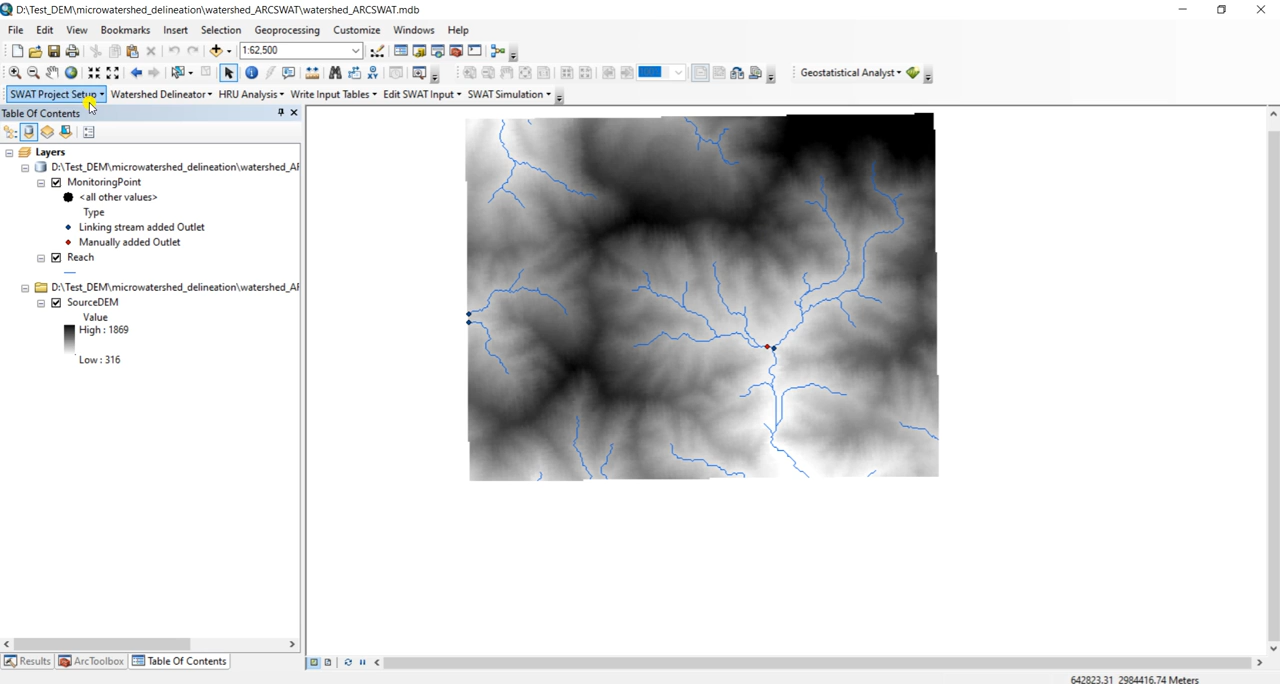 D:\Test_DEM\microwatershed_delineation\watershed_ARCSWAT\watershed_ARCSWAT.mdb
File Edit View Bookmarks Insert Selection Geoprocessing Customize Windows Help
1:62,500
Geostatistical Analyst
SWAT Project Setup Watershed Delineator HRU Analysis Write Input Tables Edit SWAT Input SWAT Simulation
Table Of Contents
Layers
D:\Test_DEM\microwatershed_delineation\watershed_AR
MonitoringPoint
<all other values>
Type
Linking stream added Outlet
Manually added Outlet
Reach
D:\Test_DEM\microwatershed_delineation\watershed_AR
SourceDEM
Value
High : 1869
Low : 316
Results ArcToolbox Table Of Contents
642823.31 2984416.74 Meters